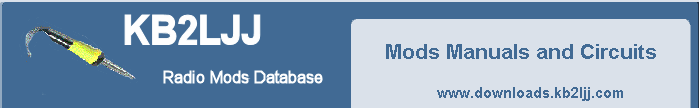 KB2LJJ
Radio Mods Database
Mods Manuals and Circuits
www.downloads.kb2ljj.com